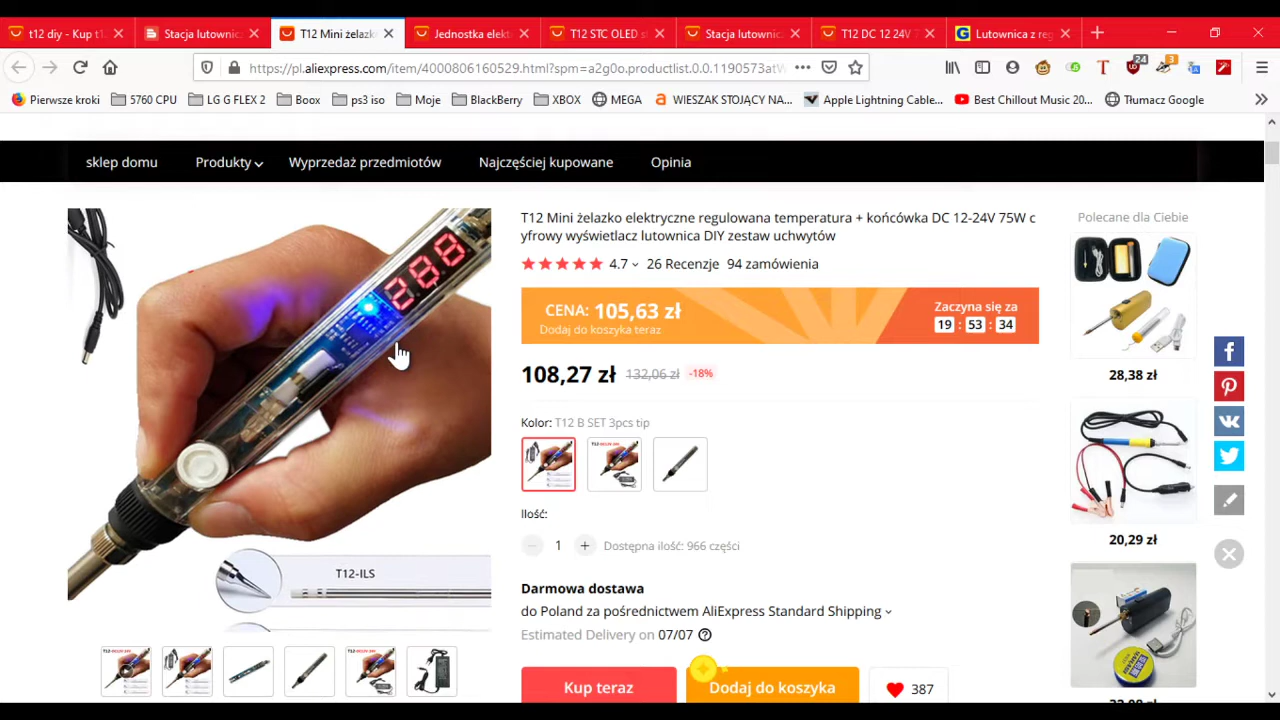 t12 diy - Kup t1
Stacja lutownic
T12 Mini żelazk
Jednostka elekt
T12 STC OLED s
Stacja lutownic
T12 DC 12 24V 7
Lutownica z reg
https://pl.aliexpress.com/item/4000806160529.html?spm=a2g0o.productlist.0.0.1190573atW
24
3
Pierwsze kroki
5760 CPU
LG G FLEX 2
Boox
ps3 iso
Moje
BlackBerry
XBOX
MEGA
WIESZAK STOJĄCY NA...
Apple Lightning Cable...
Best Chillout Music 20...
Tłumacz Google
sklep domu
Produkty
Wyprzedaż przedmiotów
Najczęściej kupowane
Opinia
T12 Mini żelazko elektryczne regulowana temperatura + końcówka DC 12-24V 75W c
yfrowy wyświetlacz lutownica DIY zestaw uchwytów
4.7
26 Recenzje
94 zamówienia
CENA: 105,63 zł
Dodaj do koszyka teraz
Zaczyna się za
19 : 53 : 34
108,27 zł
132,06 zł
-18%
Kolor: T12 B SET 3pcs tip
Ilość:
1
Dostępna ilość: 966 części
Darmowa dostawa
do Poland za pośrednictwem AliExpress Standard Shipping
Estimated Delivery on 07/07
Kup teraz
Dodaj do koszyka
387
200
T12-ILS
Polecane dla Ciebie
28,38 zł
20,29 zł